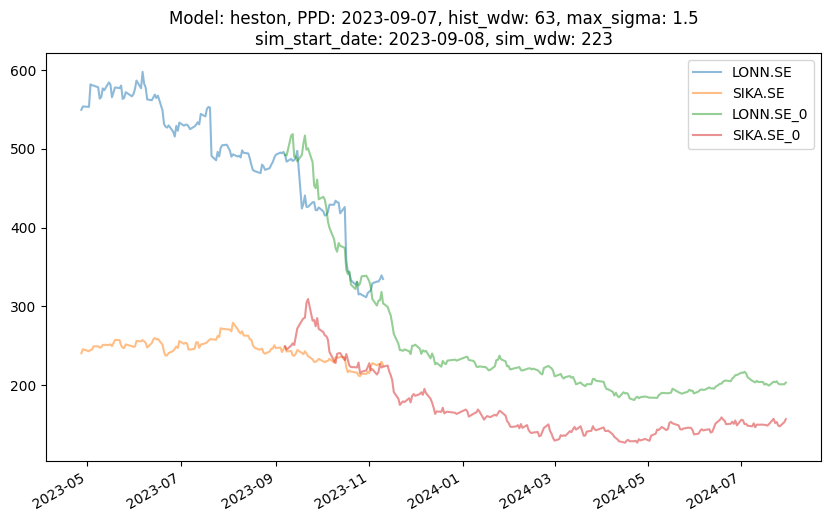 Model: heston, PPD: 2023-09-07, hist_wdw: 63, max_sigma: 1.5
sim_start_date: 2023-09-08, sim_wdw: 223
LONN.SE
SIKA.SE
LONN.SE_0
SIKA.SE_0
600
500
400
300
200
2023-05
2023-07
2023-09
2023-11
2024-01
2024-03
2024-05
2024-07